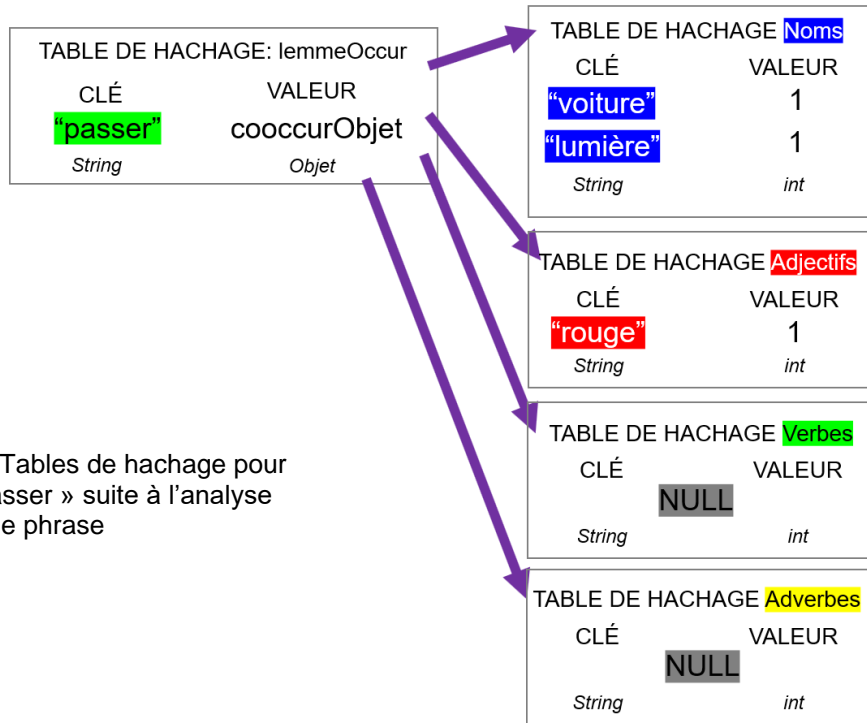 TABLE DE HACHAGE: lemmeOccur
CLÉ VALEUR
“passer” cooccurObjet
String Objet
TABLE DE HACHAGE Noms
CLÉ VALEUR
“voiture” 1
“lumière” 1
String int
TABLE DE HACHAGE Adjectifs
CLÉ VALEUR
“rouge” 1
String int
TABLE DE HACHAGE Verbes
CLÉ VALEUR
NULL
String int
TABLE DE HACHAGE Adverbes
CLÉ VALEUR
NULL
String int
Tables de hachage pour
asser » suite à l’analyse
e phrase